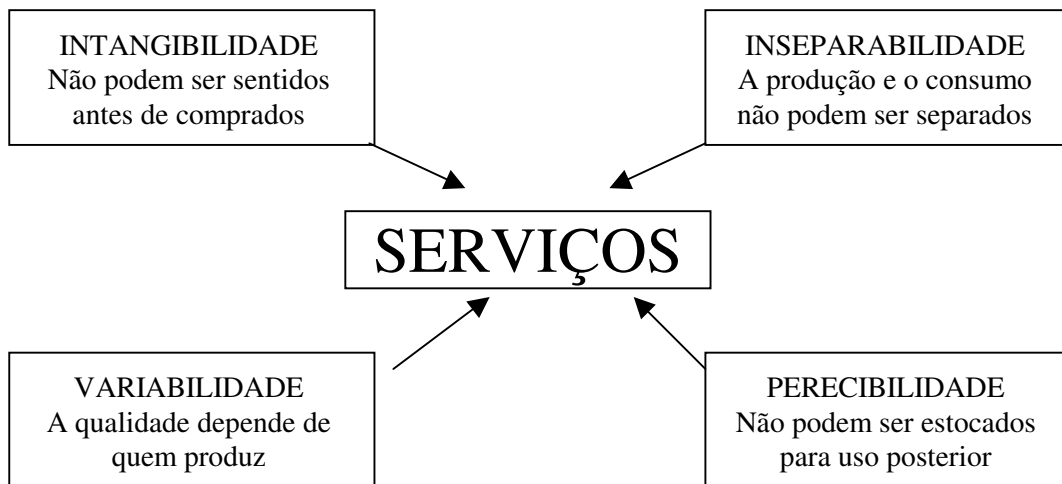 INTANGIBILIDADE
Não podem ser sentidos
antes de comprados
INSEPARABILIDADE
A produção e o consumo
não podem ser separados
SERVIÇOS
VARIABILIDADE
A qualidade depende de
quem produz
PERECIBILIDADE
Não podem ser estocados
para uso posterior